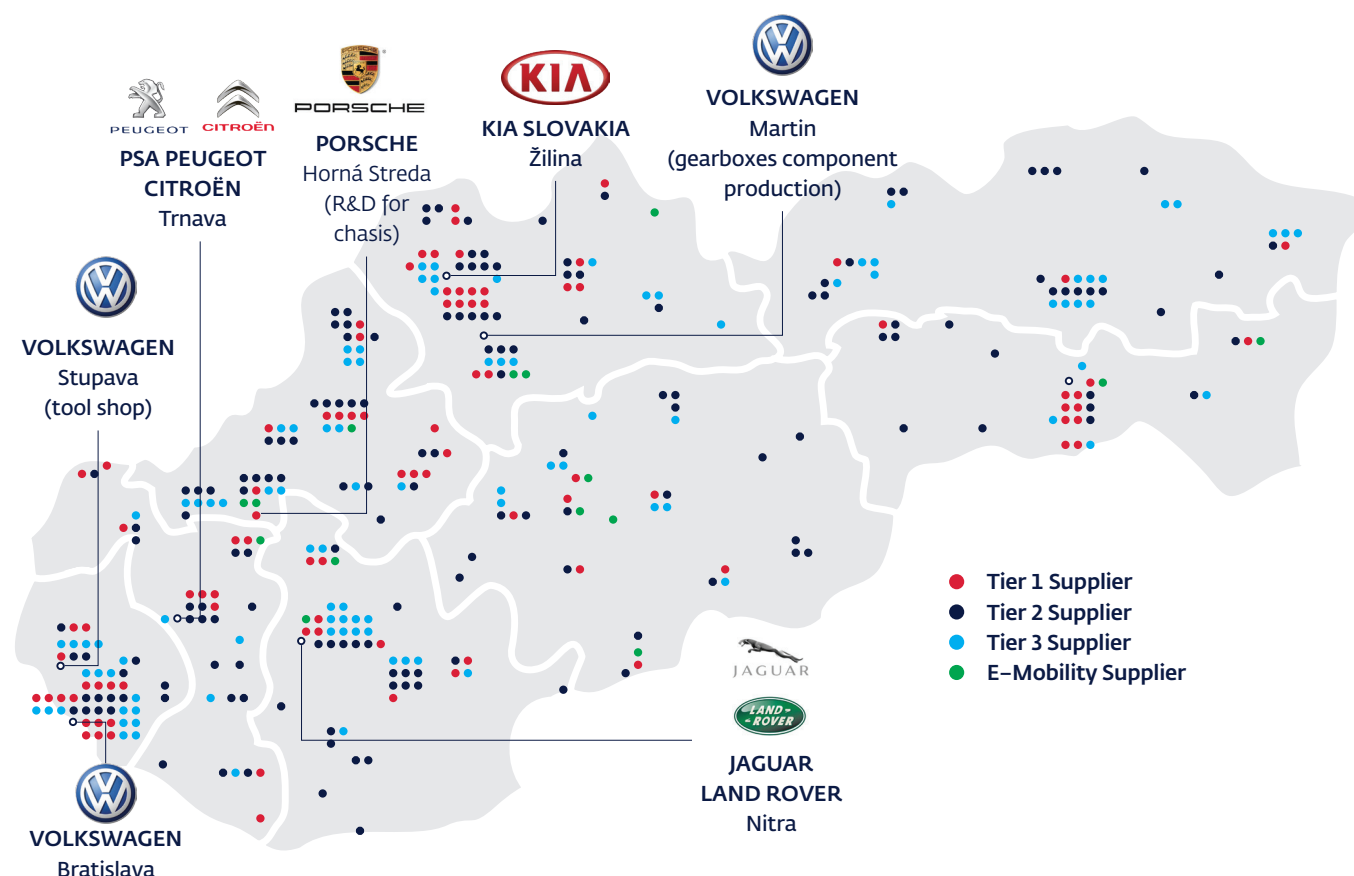 PEUGEOT
CITROËN
PSA PEUGEOT
CITROËN
Trnava
PORSCHE
PORSCHE
Horná Streda
(R&D for
chasis)
KIA
KIA SLOVAKIA
Žilina
VOLKSWAGEN
Martin
(gearboxes component
production)
VOLKSWAGEN
Stupava
(tool shop)
Tier 1 Supplier
Tier 2 Supplier
Tier 3 Supplier
E-Mobility Supplier
JAGUAR
LAND ROVER
JAGUAR
LAND ROVER
Nitra
VOLKSWAGEN
Bratislava